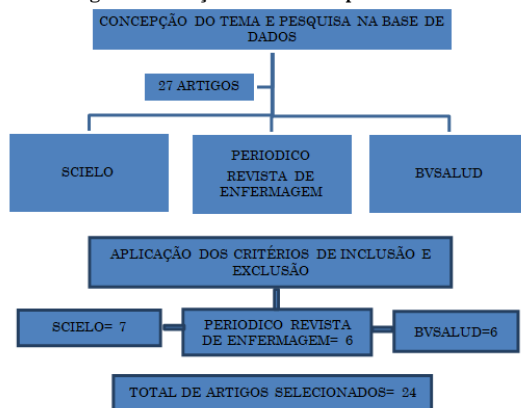 CONCEPÇÃO DO TEMA E PESQUISA NA BASE DE
DADOS
27 ARTIGOS
SCIELO
PERIODICO
REVISTA DE
ENFERMAGEM
BVSALUD
APLICAÇÃO DOS CRITÉRIOS DE INCLUSÃO E
EXCLUSÃO
SCIELO= 7
PERIODICO REVISTA
DE ENFERMAGEM= 6
BVSALUD=6
TOTAL DE ARTIGOS SELECIONADOS= 24